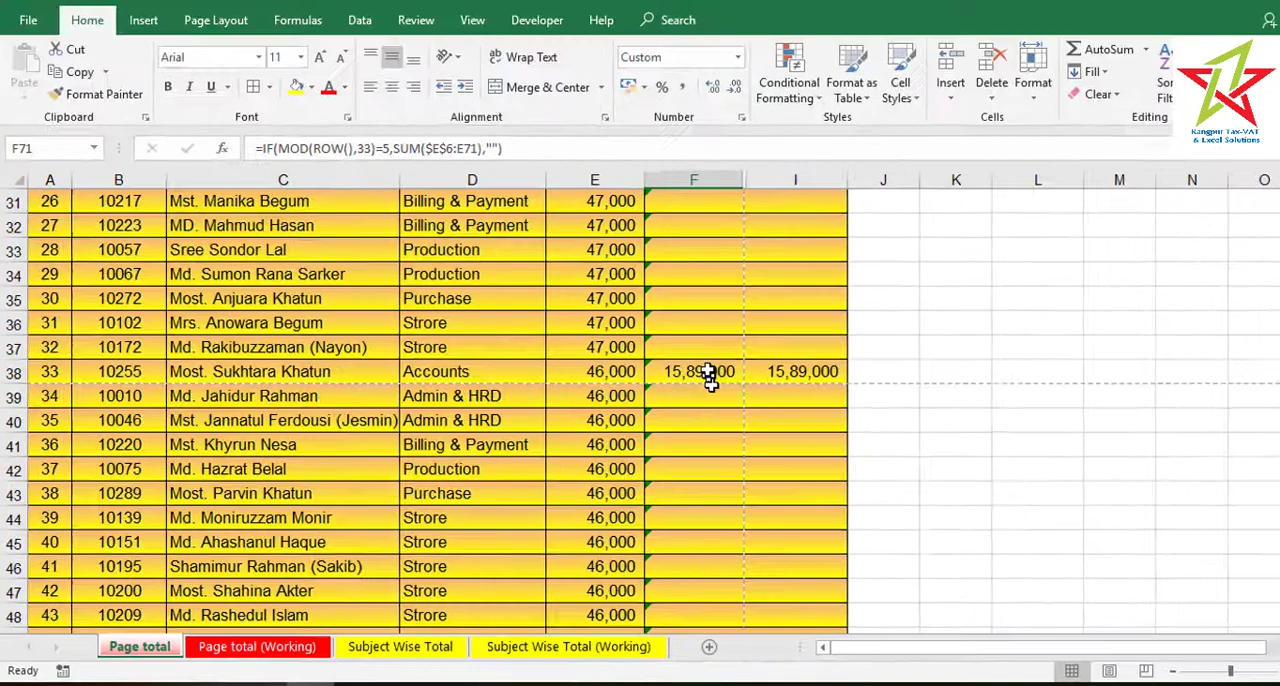 File Home Insert Page Layout Formulas Data Review View Developer Help Search
Cut
Copy
Format Painter
Paste
Clipboard
Arial 11
B I U
Font
Wrap Text
Merge & Center
Alignment
Custom
Number
Conditional Formatting
Format as Table
Cell Styles
Styles
Insert Delete Format
Cells
AutoSum
Fill
Clear
Editing
Rangpur Tax-VAT
& Excel Solutions
F71 fx =IF(MOD(ROW(),33)=5,SUM($E$6:E71),"")
A B C D E F I J K L M N O
31 26 10217 Mst. Manika Begum Billing & Payment 47,000
32 27 10223 MD. Mahmud Hasan Billing & Payment 47,000
33 28 10057 Sree Sondor Lal Production 47,000
34 29 10067 Md. Sumon Rana Sarker Production 47,000
35 30 10272 Most. Anjuara Khatun Purchase 47,000
36 31 10102 Mrs. Anowara Begum Strore 47,000
37 32 10172 Md. Rakibuzzaman (Nayon) Strore 47,000
38 33 10255 Most. Sukhtara Khatun Accounts 46,000 15,89,000 15,89,000
39 34 10010 Md. Jahidur Rahman Admin & HRD 46,000
40 35 10046 Mst. Jannatul Ferdousi (Jesmin) Admin & HRD 46,000
41 36 10220 Mst. Khyrun Nesa Billing & Payment 46,000
42 37 10075 Md. Hazrat Belal Production 46,000
43 38 10289 Most. Parvin Khatun Purchase 46,000
44 39 10139 Md. Moniruzzam Monir Strore 46,000
45 40 10151 Md. Ahashanul Haque Strore 46,000
46 41 10195 Shamimur Rahman (Sakib) Strore 46,000
47 42 10200 Most. Shahina Akter Strore 46,000
48 43 10209 Md. Rashedul Islam Strore 46,000
Page total Page total (Working) Subject Wise Total Subject Wise Total (Working)
Ready